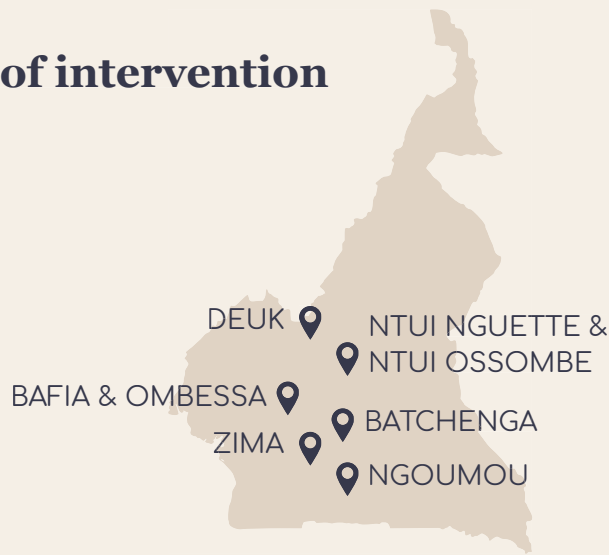 of intervention
DEUK
NTUI NGUETTE &
NTUI OSSOMBE
BAFIA & OMBESSA
BATCHENGA
ZIMA
NGOUMOU